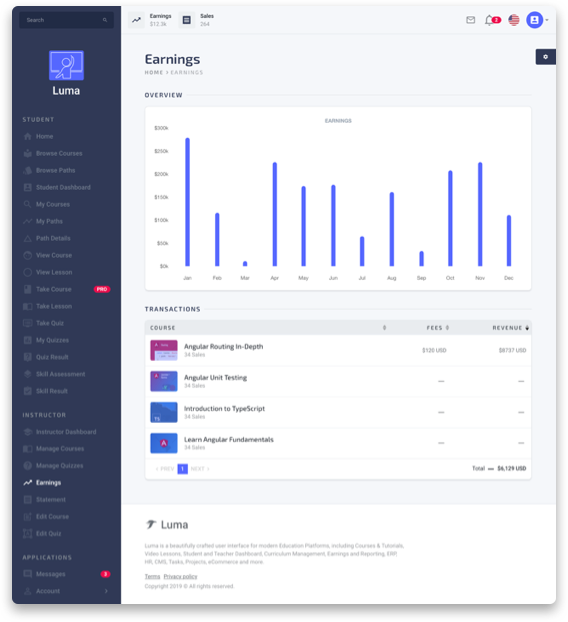 Search
Earnings
$12.3k
Sales
264
2
Luma
STUDENT
Home
Browse Courses
Browse Paths
Student Dashboard
My Courses
My Paths
Path Details
View Course
View Lesson
Take Course PRO
Take Lesson
Take Quiz
My Quizzes
Quiz Result
Skill Assessment
Skill Result
INSTRUCTOR
Instructor Dashboard
Manage Courses
Manage Quizzes
Earnings
Statement
Edit Course
Edit Quiz
APPLICATIONS
Messages
Account
Earnings
HOME > EARNINGS
OVERVIEW
EARNINGS
$300k
$250k
$200k
$150k
$100k
$50k
$0k
Jan Feb Mar Apr May Jun Jul Aug Sep Oct Nov Dec
TRANSACTIONS
COURSE FEES REVENUE
Angular Routing In-Depth
34 Sales
$120 USD $8737 USD
Angular Unit Testing
34 Sales
— —
Introduction to TypeScript
34 Sales
— —
Learn Angular Fundamentals
34 Sales
— —
‹ PREV 1 NEXT ›
Total — $6,129 USD
Luma
Luma is a beautifully crafted user interface for modern Education Platforms, including Courses & Tutorials,
Video Lessons, Student and Teacher Dashboard, Curriculum Management, Earnings and Reporting, ERP,
HR, CMS, Tasks, Projects, eCommerce and more.
Terms Privacy policy
Copyright 2019 © All rights reserved.